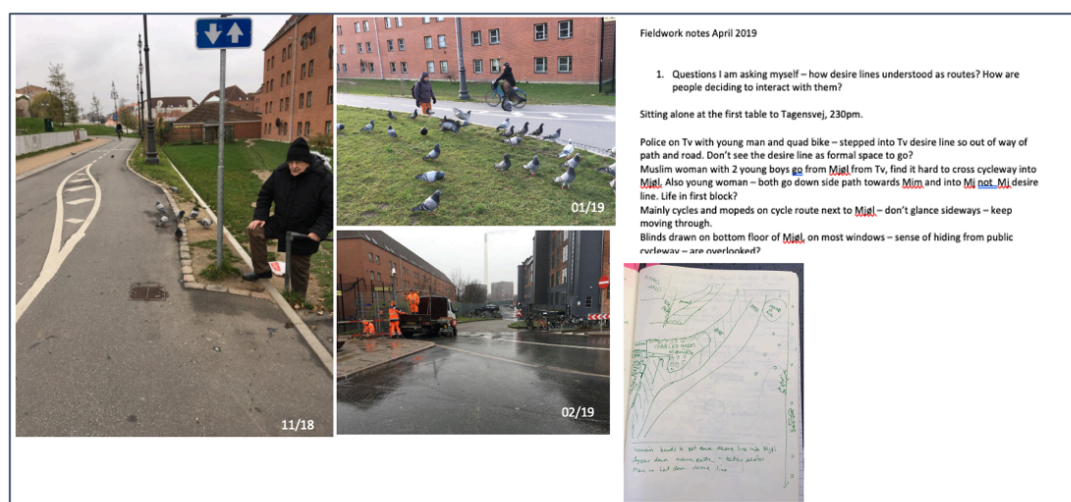 11/18
01/19
02/19
Fieldwork notes April 2019
1. Questions I am asking myself – how desire lines understood as routes? How are
people deciding to interact with them?
Sitting alone at the first table to Tagensvej, 230pm.
Police on Tv with young man and quad bike – stepped into Tv desire line so out of way of
path and road. Don't see the desire line as formal space to go?
Muslim woman with 2 young boys go from Mjøl from Tv, find it hard to cross cycleway into
Mjøl. Also young woman – both go down side path towards Mim and into Mj not Mj desire
line. Life in first block?
Mainly cycles and mopeds on cycle route next to Mjøl – don't glance sideways – keep
moving through.
Blinds drawn on bottom floor of Mjøl, on most windows – sense of hiding from public
cycleway – are overlooked?
down desire line